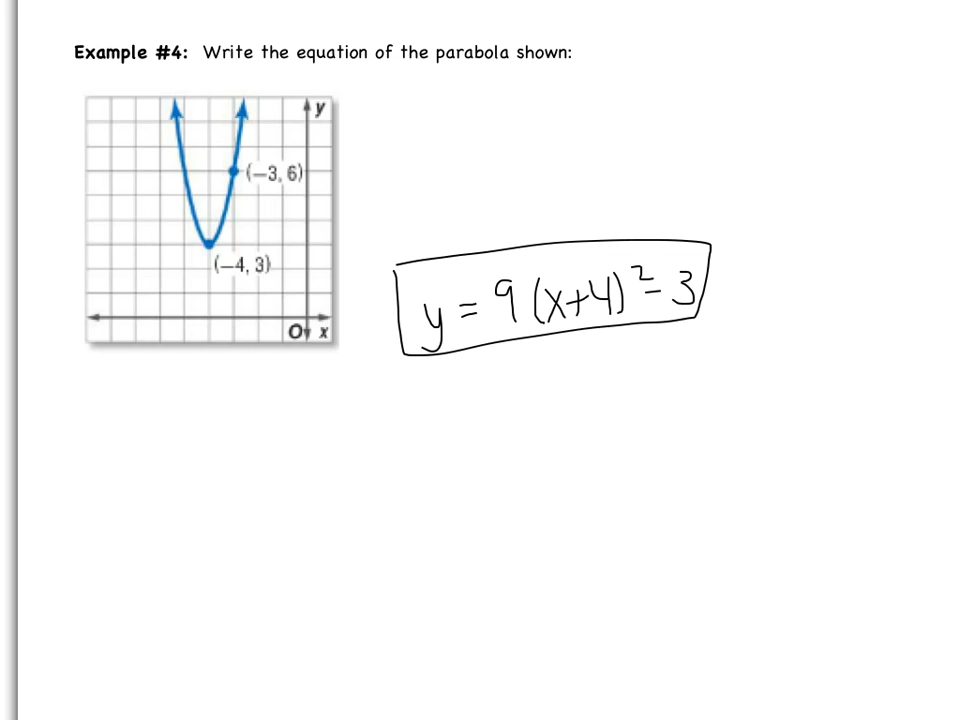 Example #4: Write the equation of the parabola shown:
y
(−3, 6)
(−4, 3)
O x
y = 9(x+4)² − 3